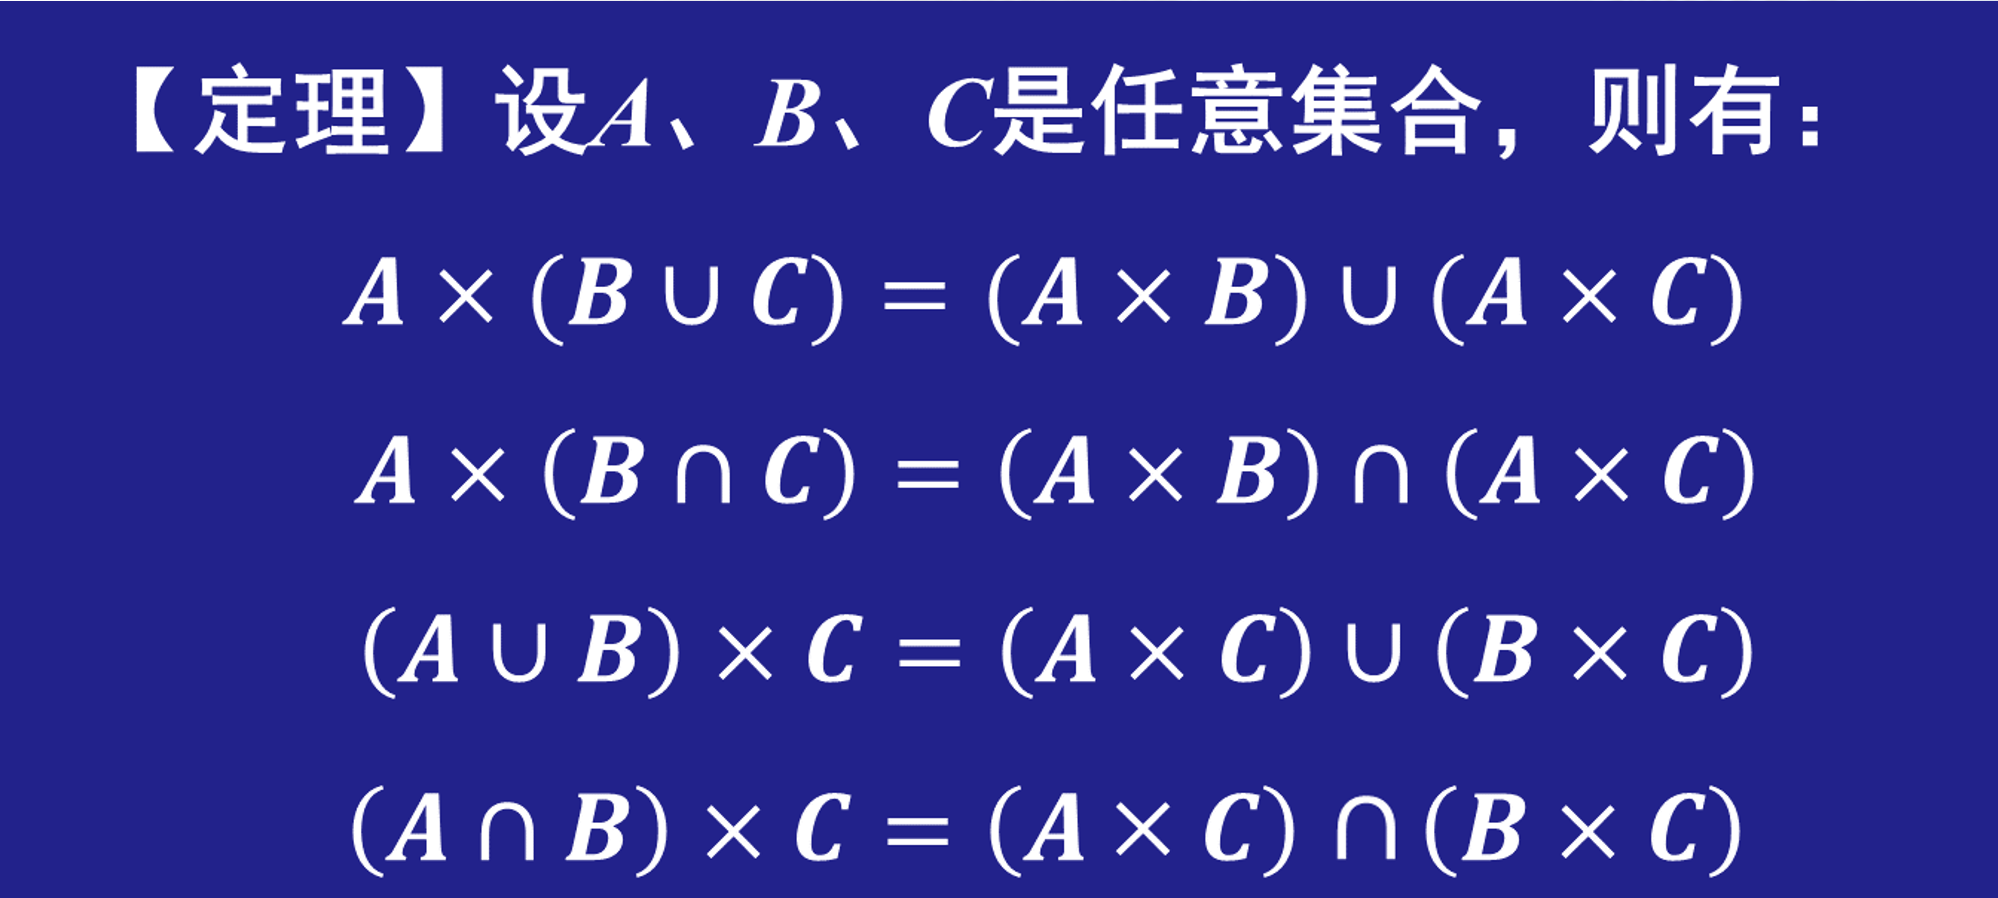 【定理】设A、B、C是任意集合，则有：
A × (B ∪ C) = (A × B) ∪ (A × C)
A × (B ∩ C) = (A × B) ∩ (A × C)
(A ∪ B) × C = (A × C) ∪ (B × C)
(A ∩ B) × C = (A × C) ∩ (B × C)